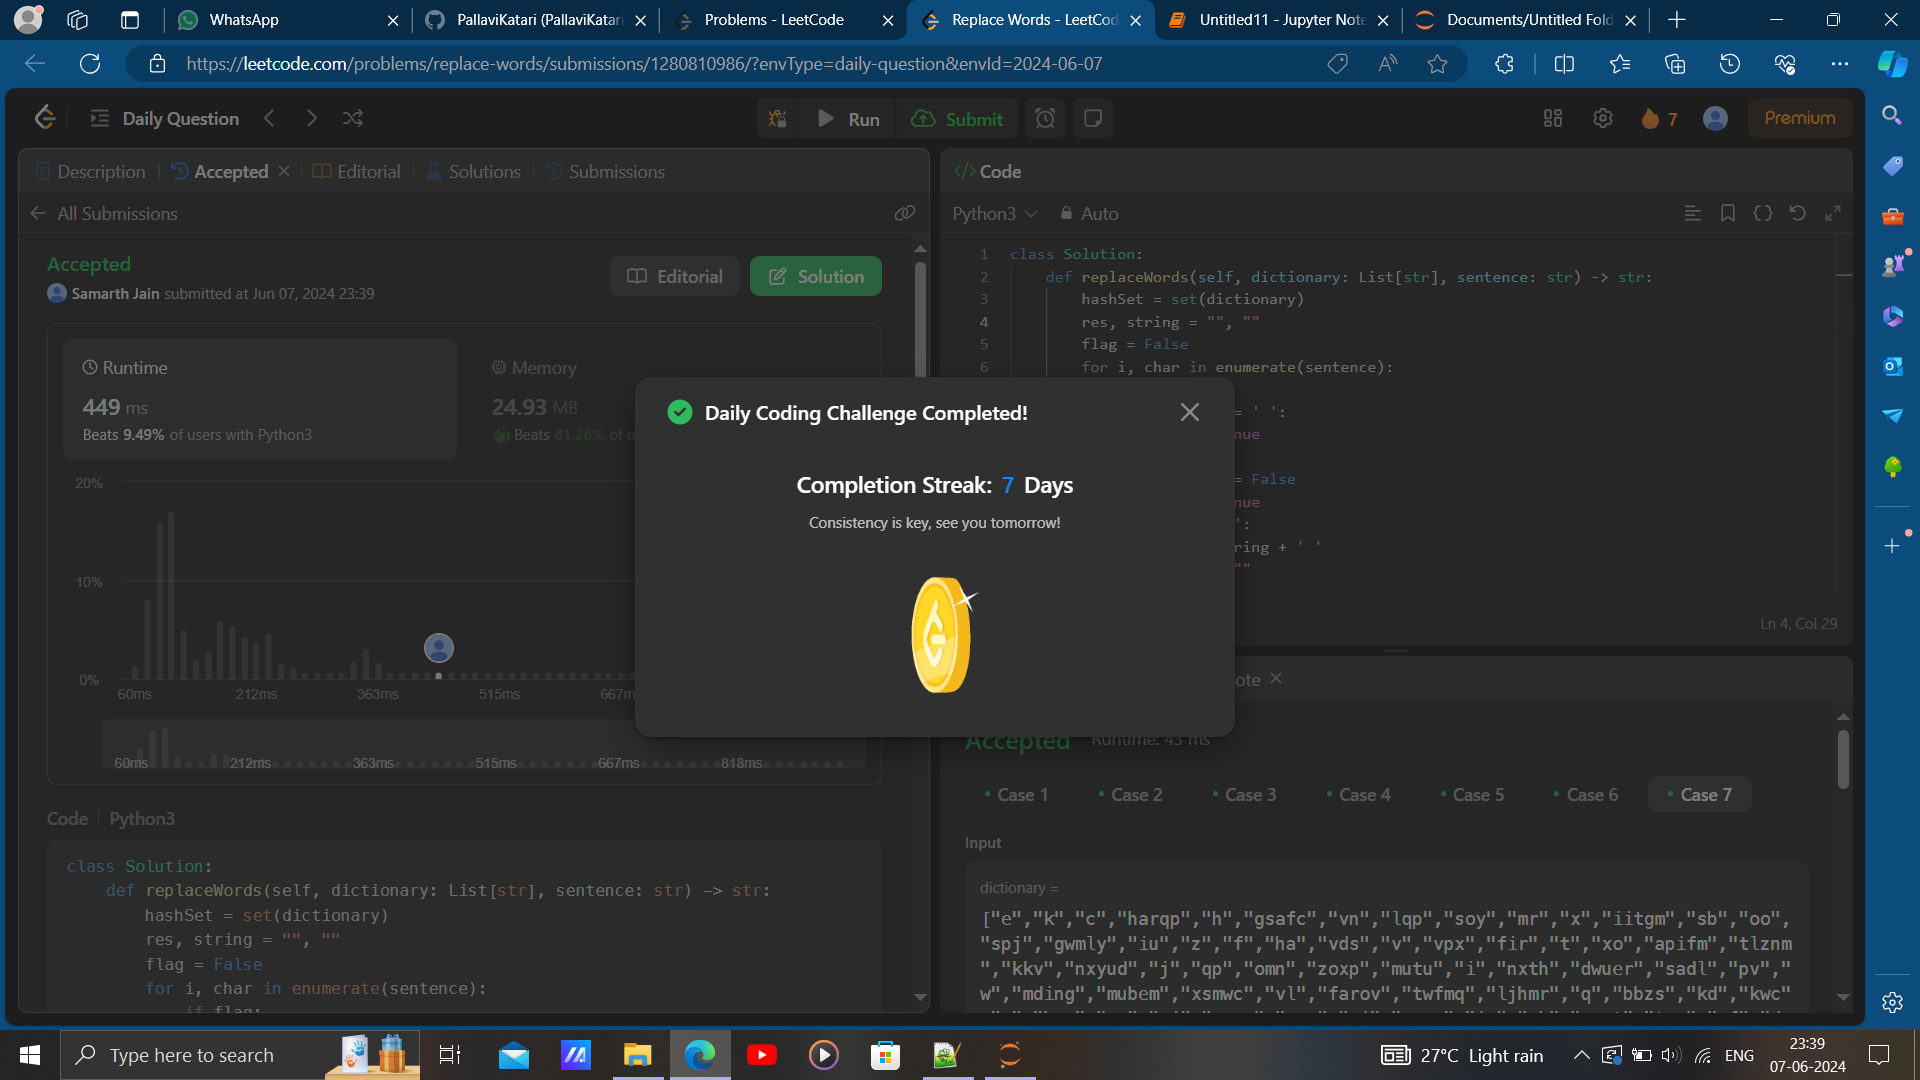 WhatsApp
PallaviKatari (PallaviKatari
Problems - LeetCode
Replace Words - LeetCod
Untitled11 - Jupyter Note
Documents/Untitled Fold
https://leetcode.com/problems/replace-words/submissions/1280810986/?envType=daily-question&envId=2024-06-07
Daily Question
Run
Submit
7
Premium
Description
Accepted
Editorial
Solutions
Submissions
All Submissions
Accepted
Samarth Jain submitted at Jun 07, 2024 23:39
Editorial
Solution
Runtime
449 ms
Beats 9.49% of users with Python3
Memory
24.93 MB
Beats 81.26% of u
20%
10%
0%
60ms 212ms 363ms 515ms 667m
60ms 212ms 363ms 515ms 667ms 818ms
Code Python3
class Solution:
def replaceWords(self, dictionary: List[str], sentence: str) -> str:
hashSet = set(dictionary)
res, string = "", ""
flag = False
for i, char in enumerate(sentence):
if flag:
Daily Coding Challenge Completed!
Completion Streak: 7 Days
Consistency is key, see you tomorrow!
</> Code
Python3 Auto
1 class Solution:
2 def replaceWords(self, dictionary: List[str], sentence: str) -> str:
3 hashSet = set(dictionary)
4 res, string = "", ""
5 flag = False
6 for i, char in enumerate(sentence):
= ' ':
nue
= False
nue
':
ring + ' '
""
Ln 4, Col 29
ote
Accepted Runtime: 43 ms
Case 1 Case 2 Case 3 Case 4 Case 5 Case 6 Case 7
Input
dictionary =
["e","k","c","harqp","h","gsafc","vn","lqp","soy","mr","x","iitgm","sb","oo",
"spj","gwmly","iu","z","f","ha","vds","v","vpx","fir","t","xo","apifm","tlznm
","kkv","nxyud","j","qp","omn","zoxp","mutu","i","nxth","dwuer","sadl","pv","
w","mding","mubem","xsmwc","vl","farov","twfmq","ljhmr","q","bbzs","kd","kwc"
Type here to search
27°C Light rain
ENG
23:39
07-06-2024